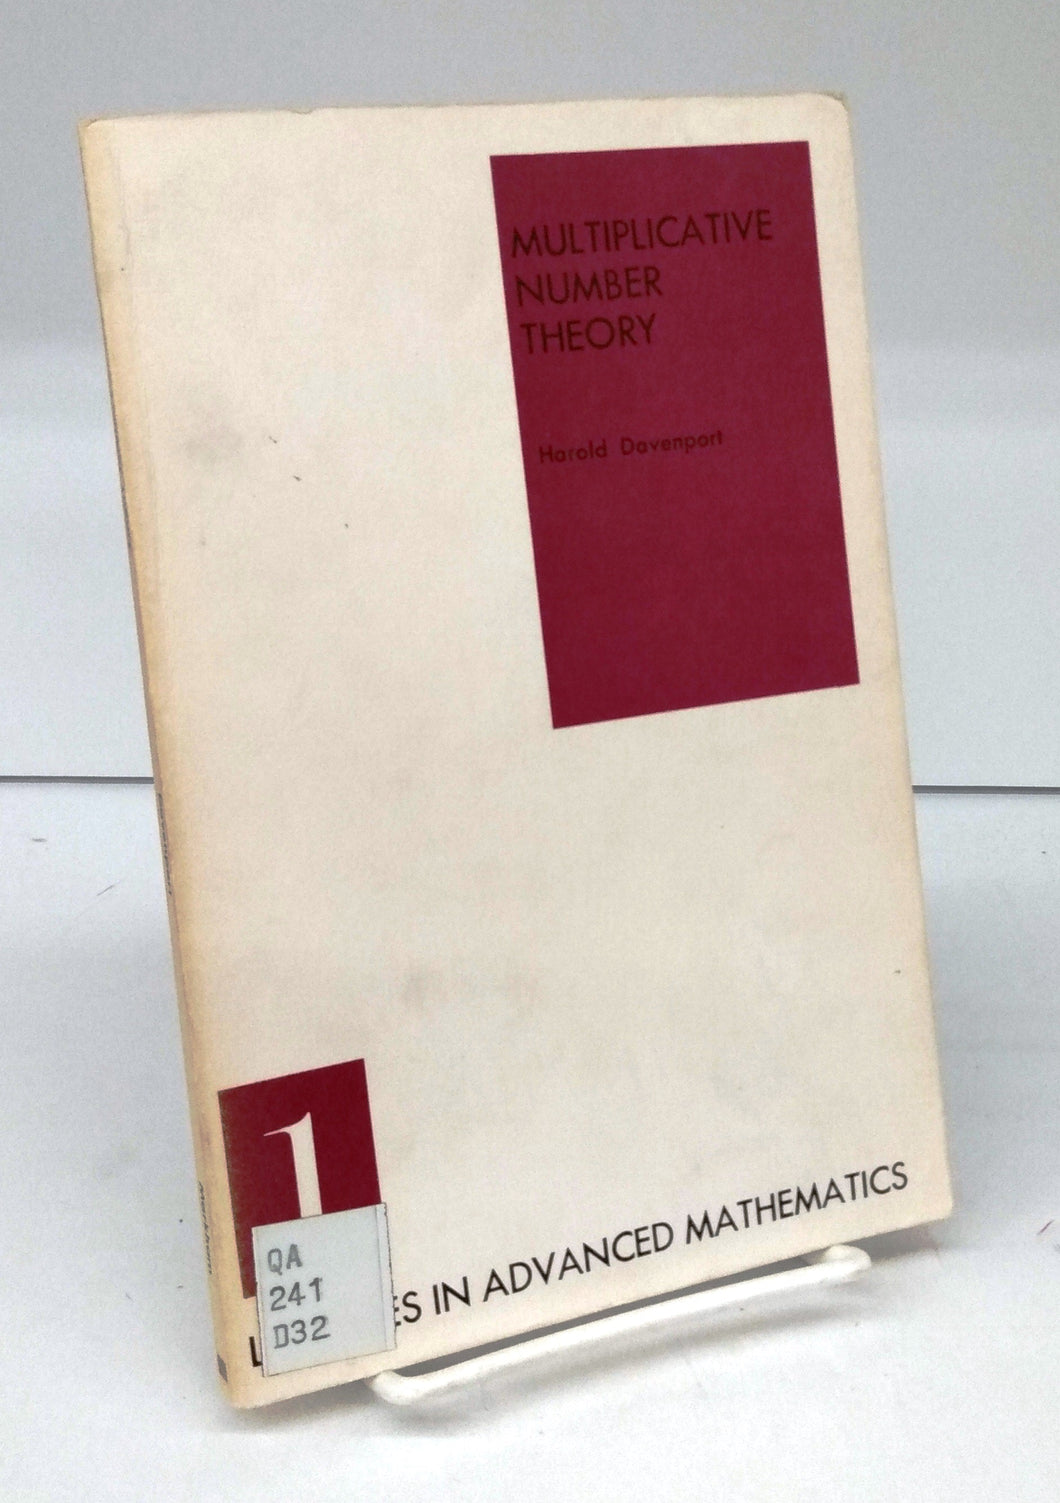 MULTIPLICATIVE
NUMBER
THEORY
Harold Davenport
1
QA
241
D32
L ES IN ADVANCED MATHEMATICS